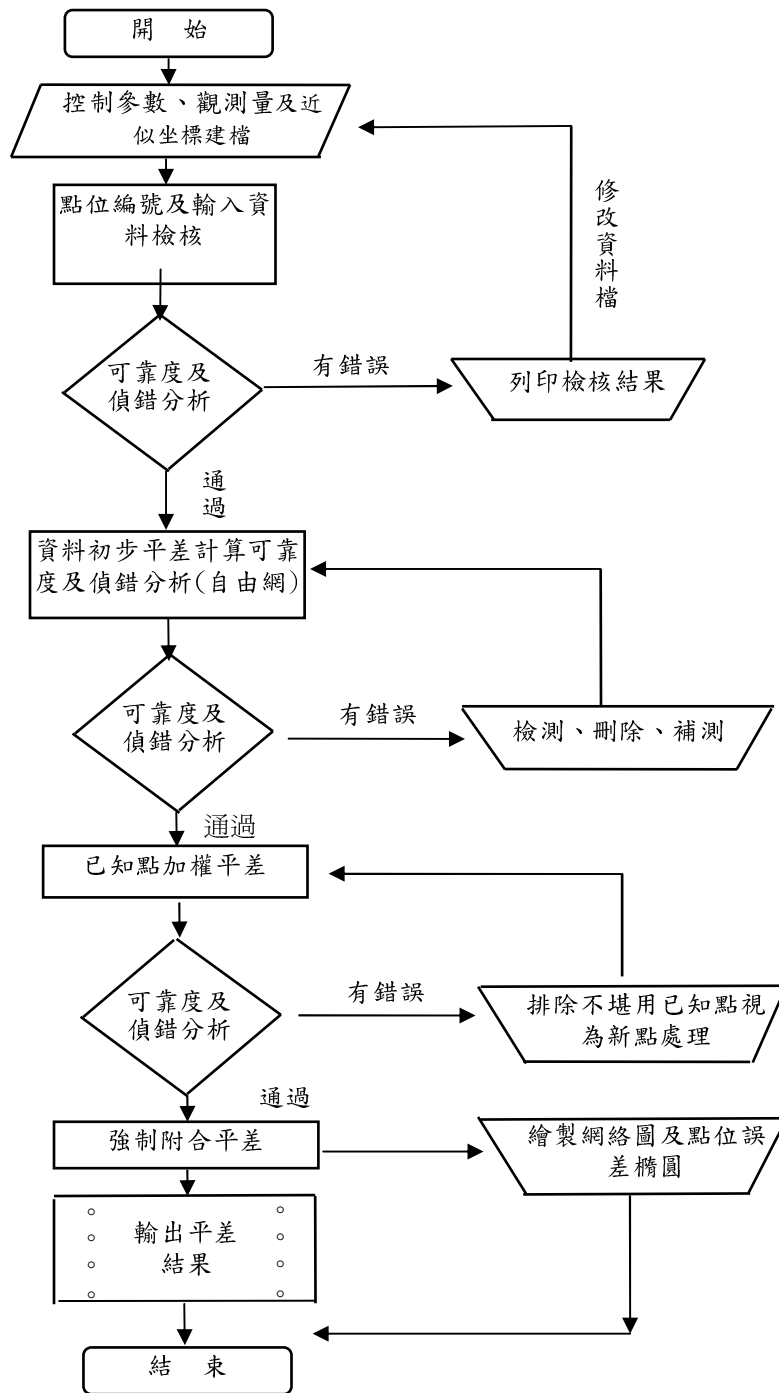 開 始
控制參數、觀測量及近
似坐標建檔
點位編號及輸入資
料檢核
修
改
資
料
檔
可靠度及
偵錯分析
有錯誤
列印檢核結果
通
過
資料初步平差計算可靠
度及偵錯分析(自由網)
可靠度及
偵錯分析
有錯誤
檢測、刪除、補測
通過
已知點加權平差
可靠度及
偵錯分析
有錯誤
排除不堪用已知點視
為新點處理
通過
強制附合平差
繪製網絡圖及點位誤
差橢圓
輸出平差
結果
結 束